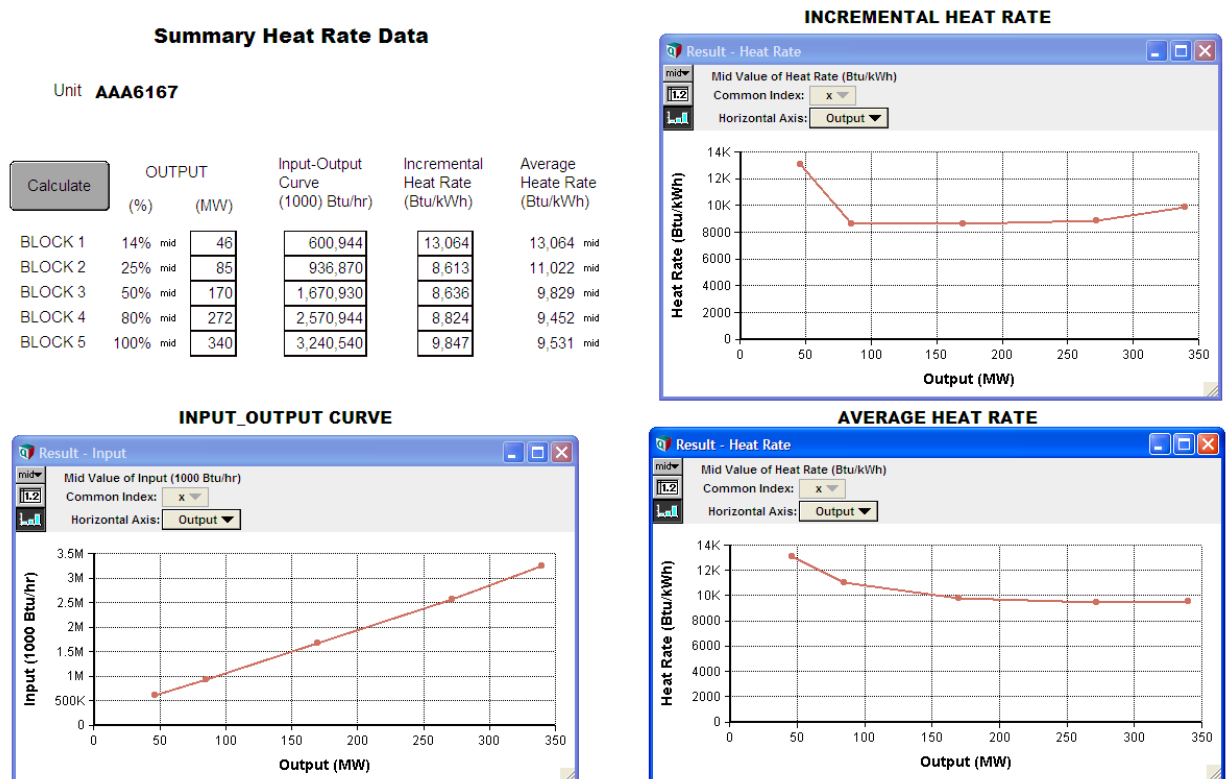 Summary Heat Rate Data
Unit AAA6167
Calculate
OUTPUT
(%) (MW)
Input-Output
Curve
(1000) Btu/hr)
Incremental
Heat Rate
(Btu/kWh)
Average
Heate Rate
(Btu/kWh)
BLOCK 1 14% mid 46 600,944 13,064 13,064 mid
BLOCK 2 25% mid 85 936,870 8,613 11,022 mid
BLOCK 3 50% mid 170 1,670,930 8,636 9,829 mid
BLOCK 4 80% mid 272 2,570,944 8,824 9,452 mid
BLOCK 5 100% mid 340 3,240,540 9,847 9,531 mid
INCREMENTAL HEAT RATE
Result - Heat Rate
mid
1.2
Mid Value of Heat Rate (Btu/kWh)
Common Index: x
Horizontal Axis: Output
Heat Rate (Btu/kWh)
14K
12K
10K
8000
6000
4000
2000
0
0 50 100 150 200 250 300 350
Output (MW)
INPUT_OUTPUT CURVE
Result - Input
mid
1.2
Mid Value of Input (1000 Btu/hr)
Common Index: x
Horizontal Axis: Output
Input (1000 Btu/hr)
3.5M
3M
2.5M
2M
1.5M
1M
500K
0
0 50 100 150 200 250 300 350
Output (MW)
AVERAGE HEAT RATE
Result - Heat Rate
mid
1.2
Mid Value of Heat Rate (Btu/kWh)
Common Index: x
Horizontal Axis: Output
Heat Rate (Btu/kWh)
14K
12K
10K
8000
6000
4000
2000
0
0 50 100 150 200 250 300 350
Output (MW)